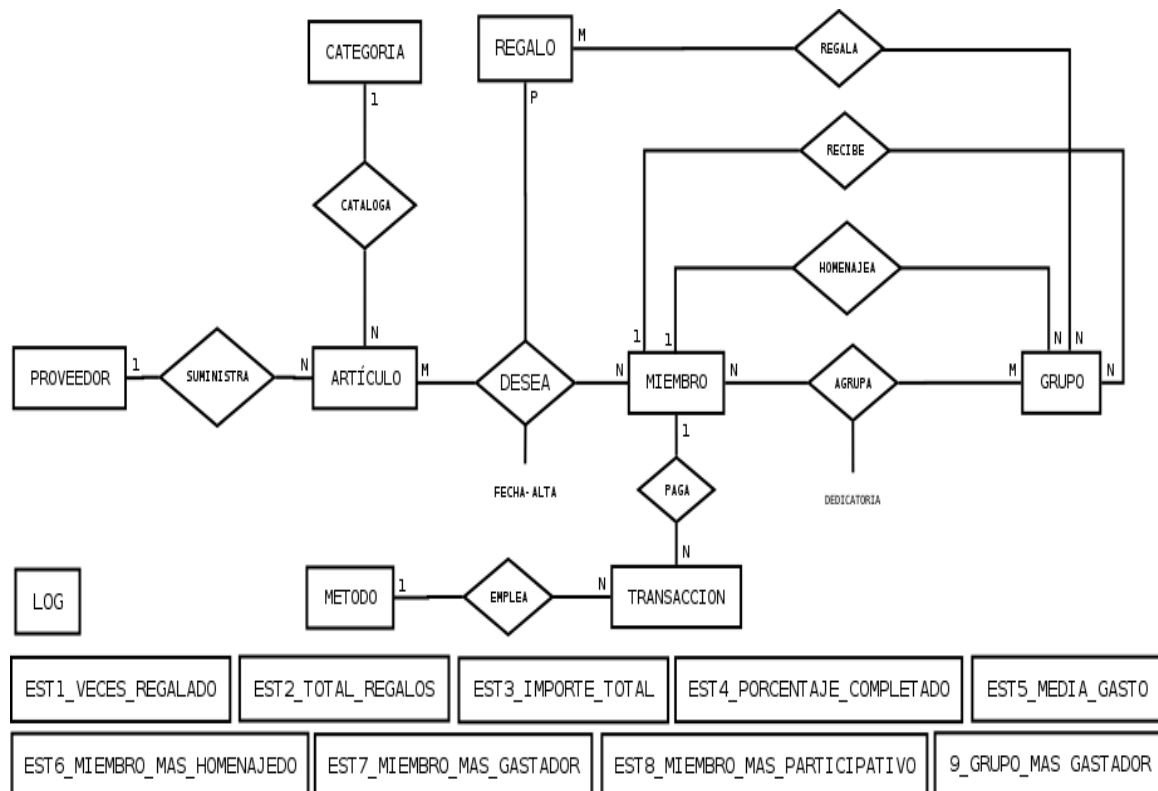 CATEGORIA
REGALO
M
REGALA
1
P
RECIBE
CATALOGA
HOMENAJEA
N
1
1
N
N
PROVEEDOR
1
SUMINISTRA
N
ARTÍCULO
M
DESEA
N
MIEMBRO
N
AGRUPA
M
GRUPO
N
1
FECHA-ALTA
PAGA
DEDICATORIA
N
LOG
METODO
1
EMPLEA
N
TRANSACCION
EST1_VECES_REGALADO
EST2_TOTAL_REGALOS
EST3_IMPORTE_TOTAL
EST4_PORCENTAJE_COMPLETADO
EST5_MEDIA_GASTO
EST6_MIEMBRO_MAS_HOMENAJEDO
EST7_MIEMBRO_MAS_GASTADOR
EST8_MIEMBRO_MAS_PARTICIPATIVO
9_GRUPO_MAS GASTADOR